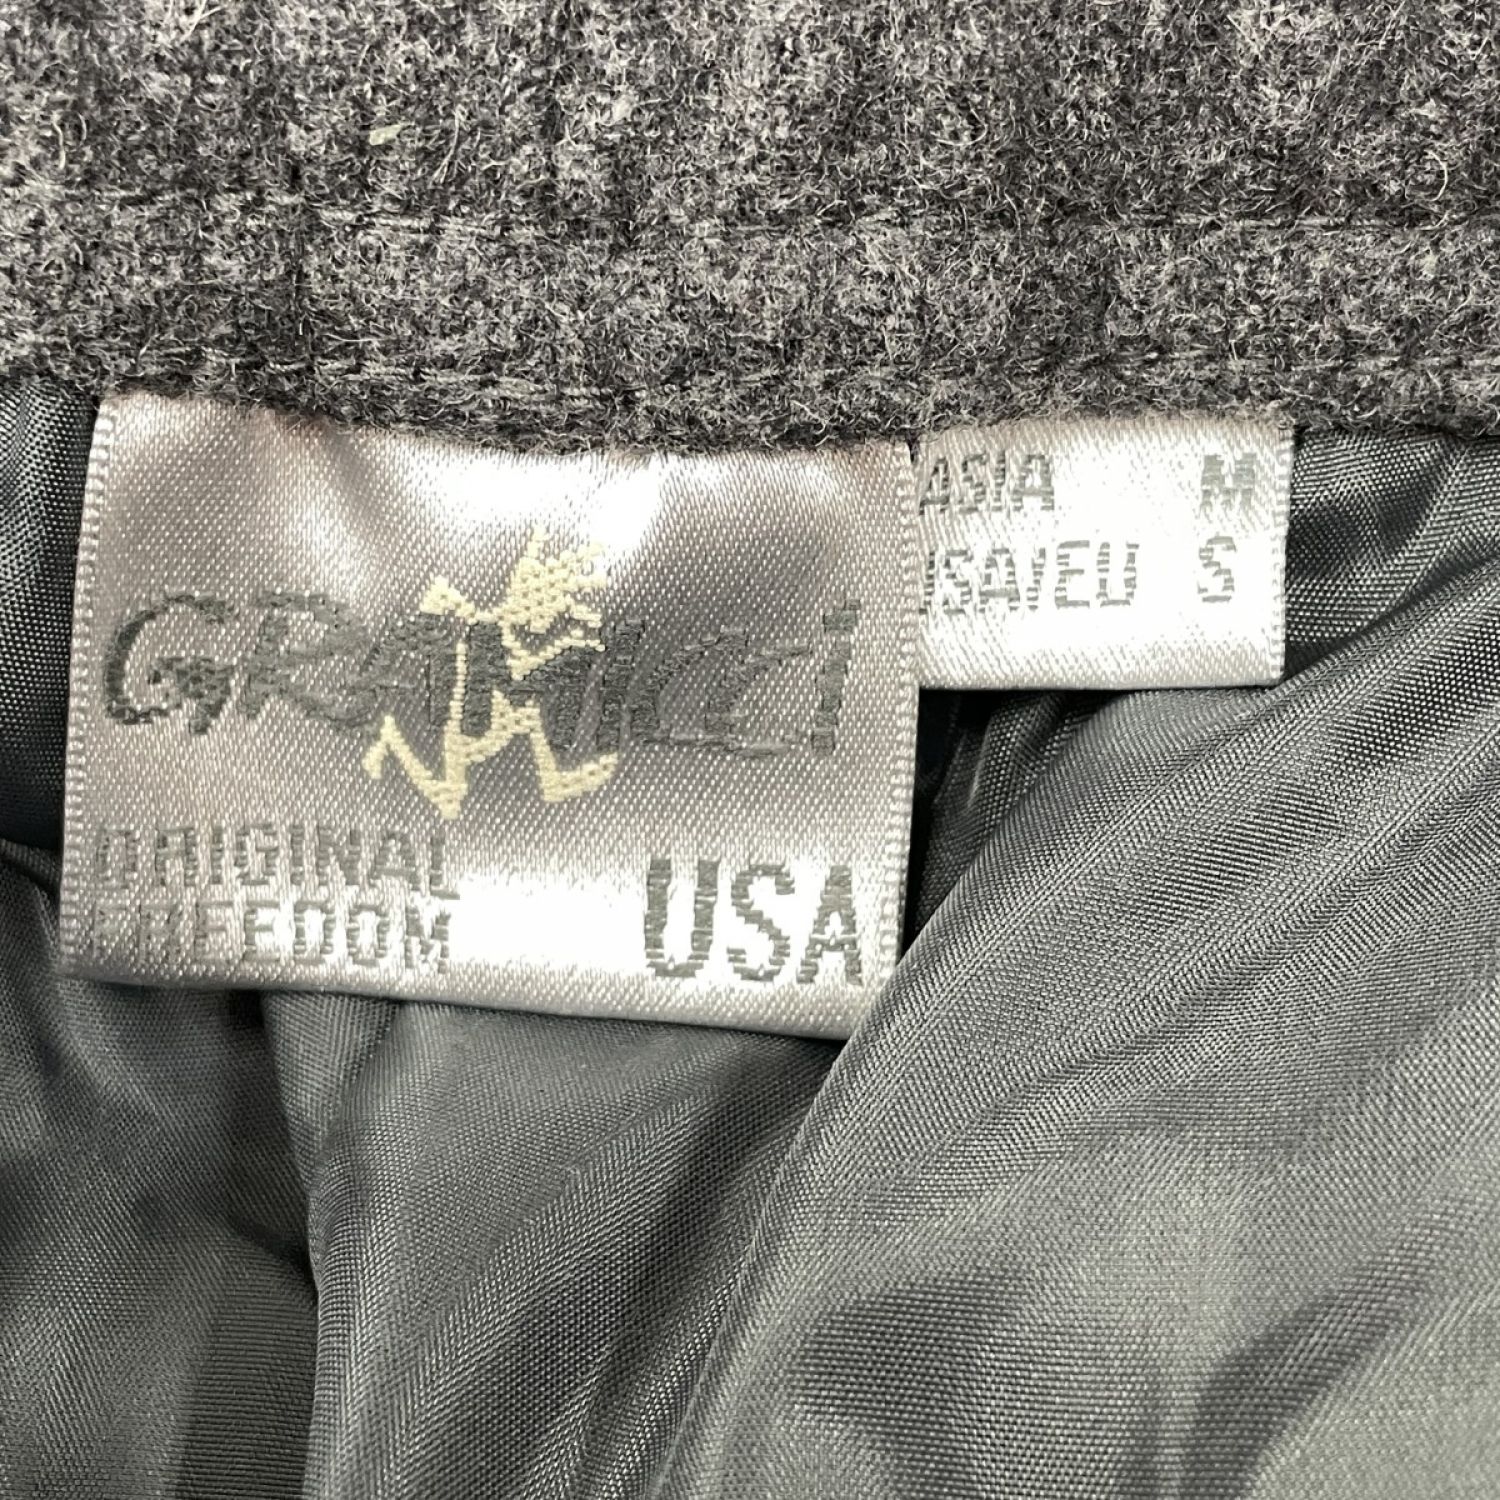 GRAMICCI
ORIGINAL
FREEDOM
USA
ASIA M
USA/EU S